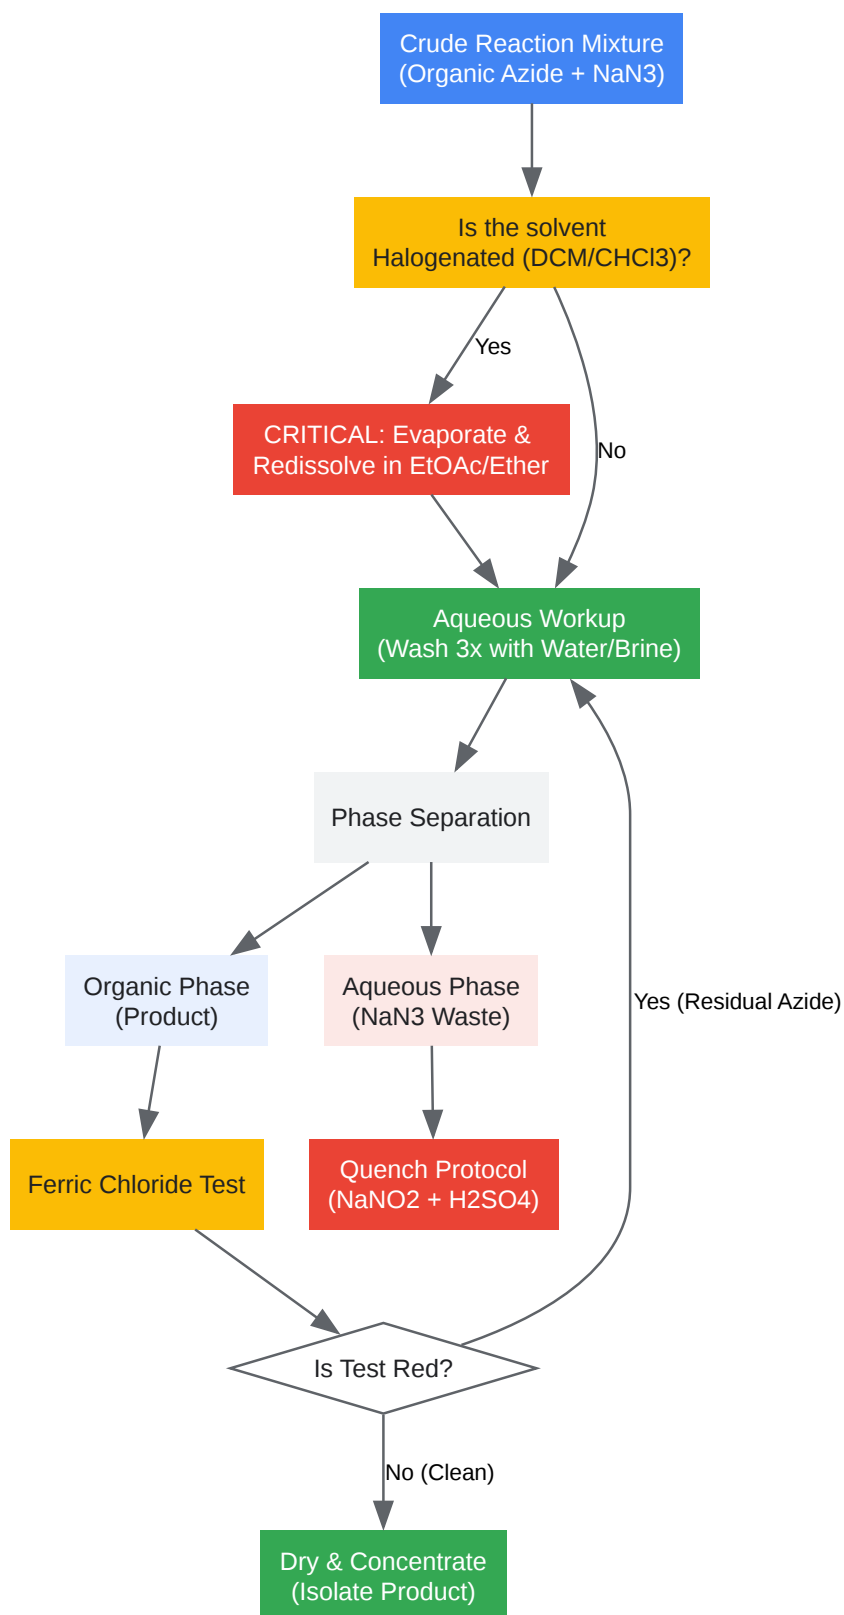 Crude Reaction Mixture
(Organic Azide + NaN3)
Is the solvent
Halogenated (DCM/CHCl3)?
Yes
No
CRITICAL: Evaporate &
Redissolve in EtOAc/Ether
Aqueous Workup
(Wash 3x with Water/Brine)
Phase Separation
Organic Phase
(Product)
Aqueous Phase
(NaN3 Waste)
Yes (Residual Azide)
Ferric Chloride Test
Quench Protocol
(NaNO2 + H2SO4)
Is Test Red?
No (Clean)
Dry & Concentrate
(Isolate Product)